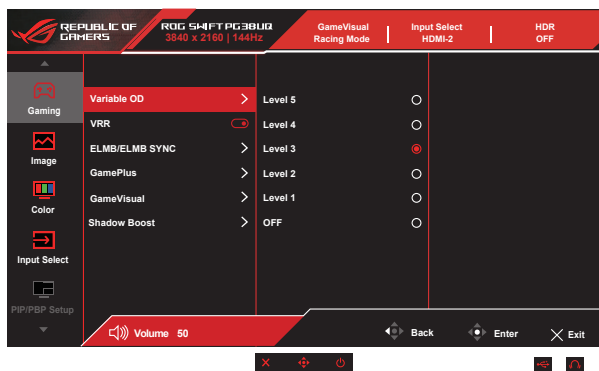 REPUBLIC OF GAMERS
ROG SWIFT PG38UQ
3840 x 2160 | 144Hz
GameVisual
Racing Mode
Input Select
HDMI-2
HDR
OFF
Gaming
Image
Color
Input Select
PIP/PBP Setup
Variable OD
VRR
ELMB/ELMB SYNC
GamePlus
GameVisual
Shadow Boost
Level 5
Level 4
Level 3
Level 2
Level 1
OFF
Volume 50
Back
Enter
Exit